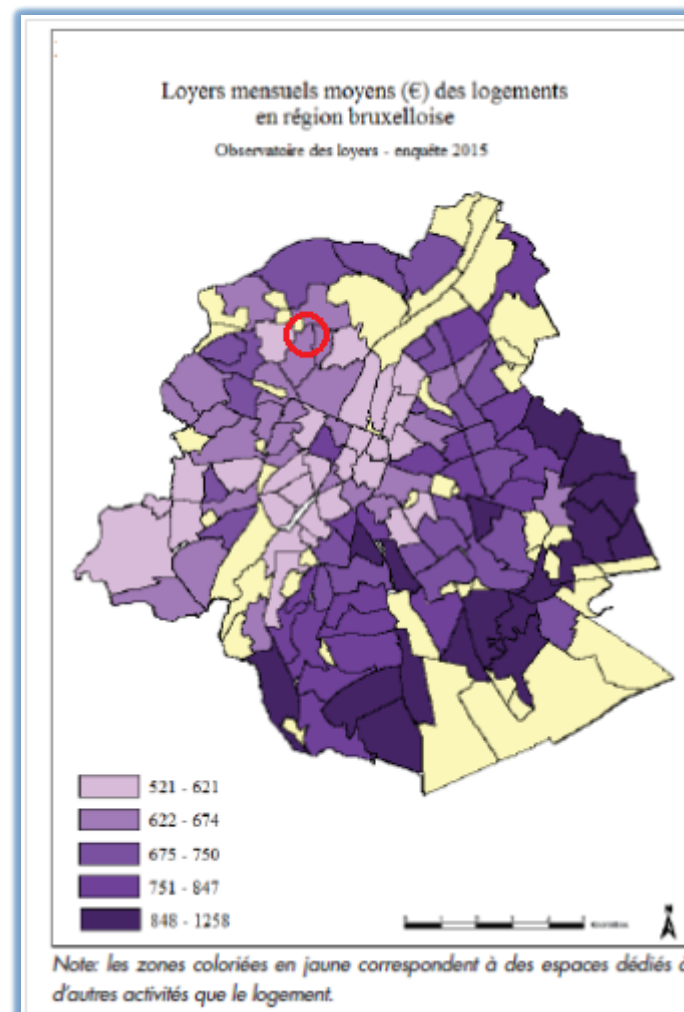 Loyers mensuels moyens (€) des logements
en région bruxelloise
Observatoire des loyers - enquête 2015
521 - 621
622 - 674
675 - 750
751 - 847
848 - 1258
Note: les zones coloriées en jaune correspondent à des espaces dédiés
d'autres activités que le logement.